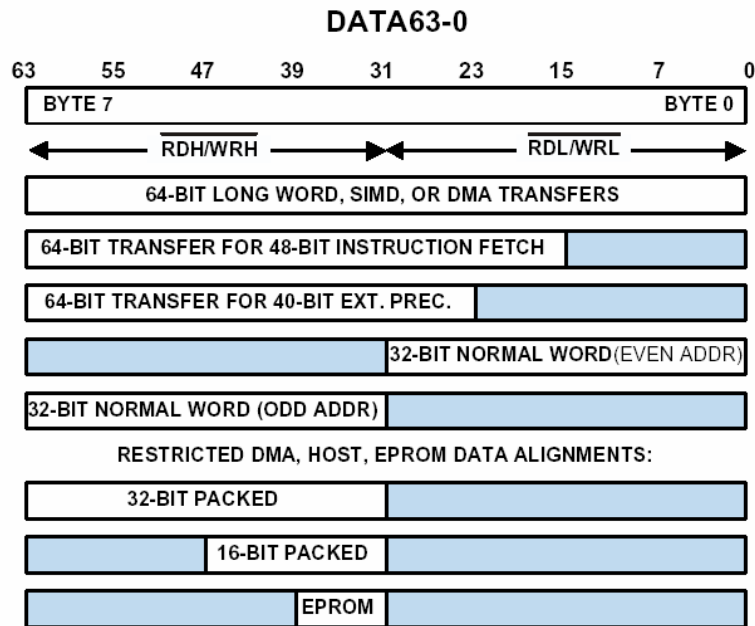 DATA63-0
63 55 47 39 31 23 15 7 0
BYTE 7 BYTE 0
RDH/WRH RDL/WRL
64-BIT LONG WORD, SIMD, OR DMA TRANSFERS
64-BIT TRANSFER FOR 48-BIT INSTRUCTION FETCH
64-BIT TRANSFER FOR 40-BIT EXT. PREC.
32-BIT NORMAL WORD(EVEN ADDR)
32-BIT NORMAL WORD (ODD ADDR)
RESTRICTED DMA, HOST, EPROM DATA ALIGNMENTS:
32-BIT PACKED
16-BIT PACKED
EPROM